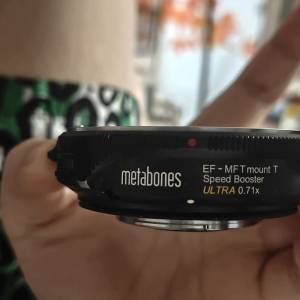 metabones
EF - MFT mount T
Speed Booster
ULTRA 0.71x